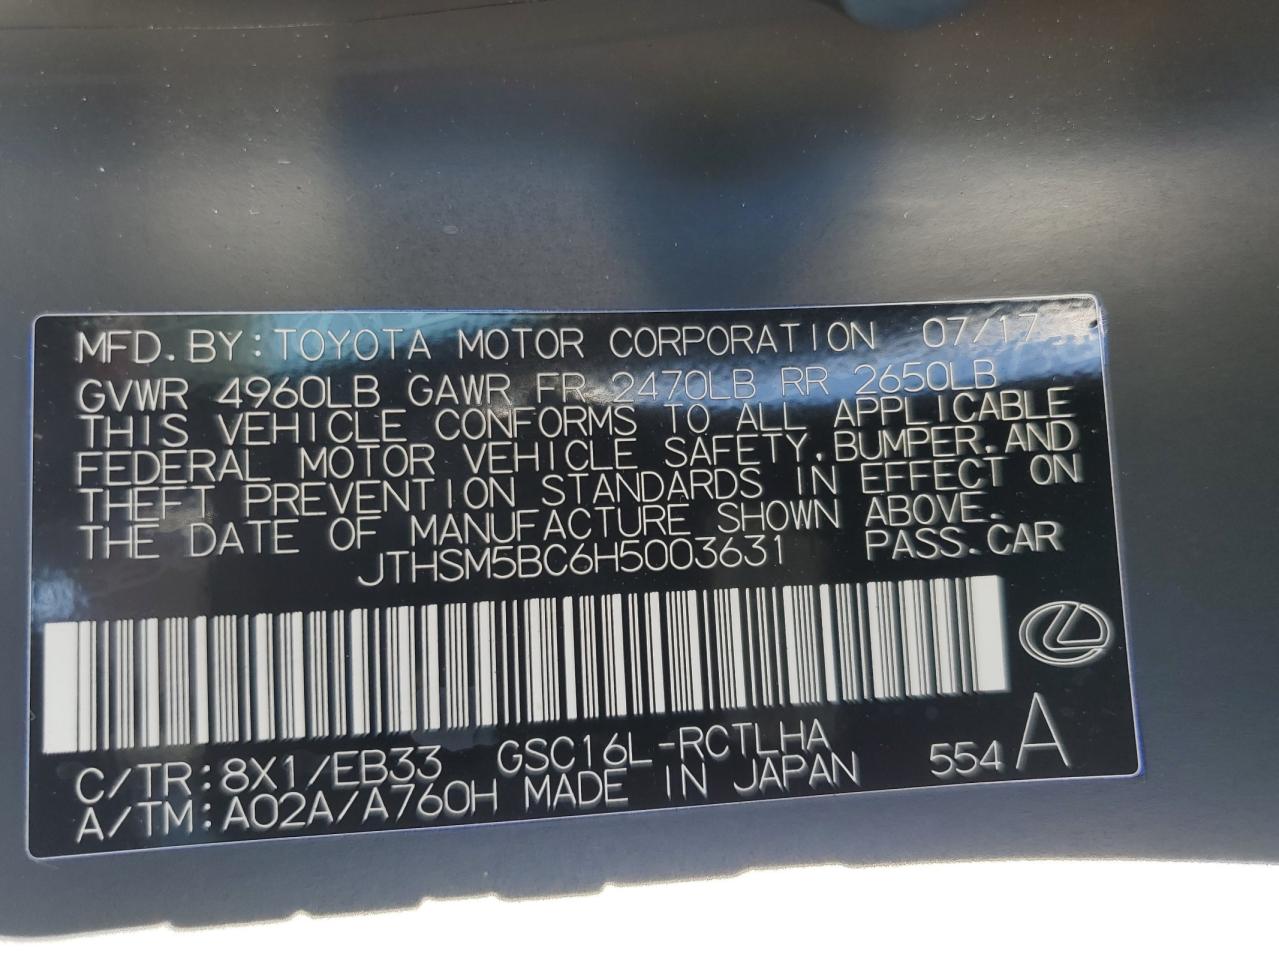 MFD. BY: TOYOTA MOTOR CORPORATION 07/17
GVWR 4960LB GAWR FR 2470LB RR 2650LB
THIS VEHICLE CONFORMS TO ALL APPLICABLE
FEDERAL MOTOR VEHICLE SAFETY, BUMPER, AND
THEFT PREVENTION STANDARDS IN EFFECT ON
THE DATE OF MANUFACTURE SHOWN ABOVE.
JTHSM5BC6H5003631 PASS. CAR
C/TR: 8X1/EB33 GSC16L-RCTLHA
A/TM: A02A/A760H MADE IN JAPAN 554 A